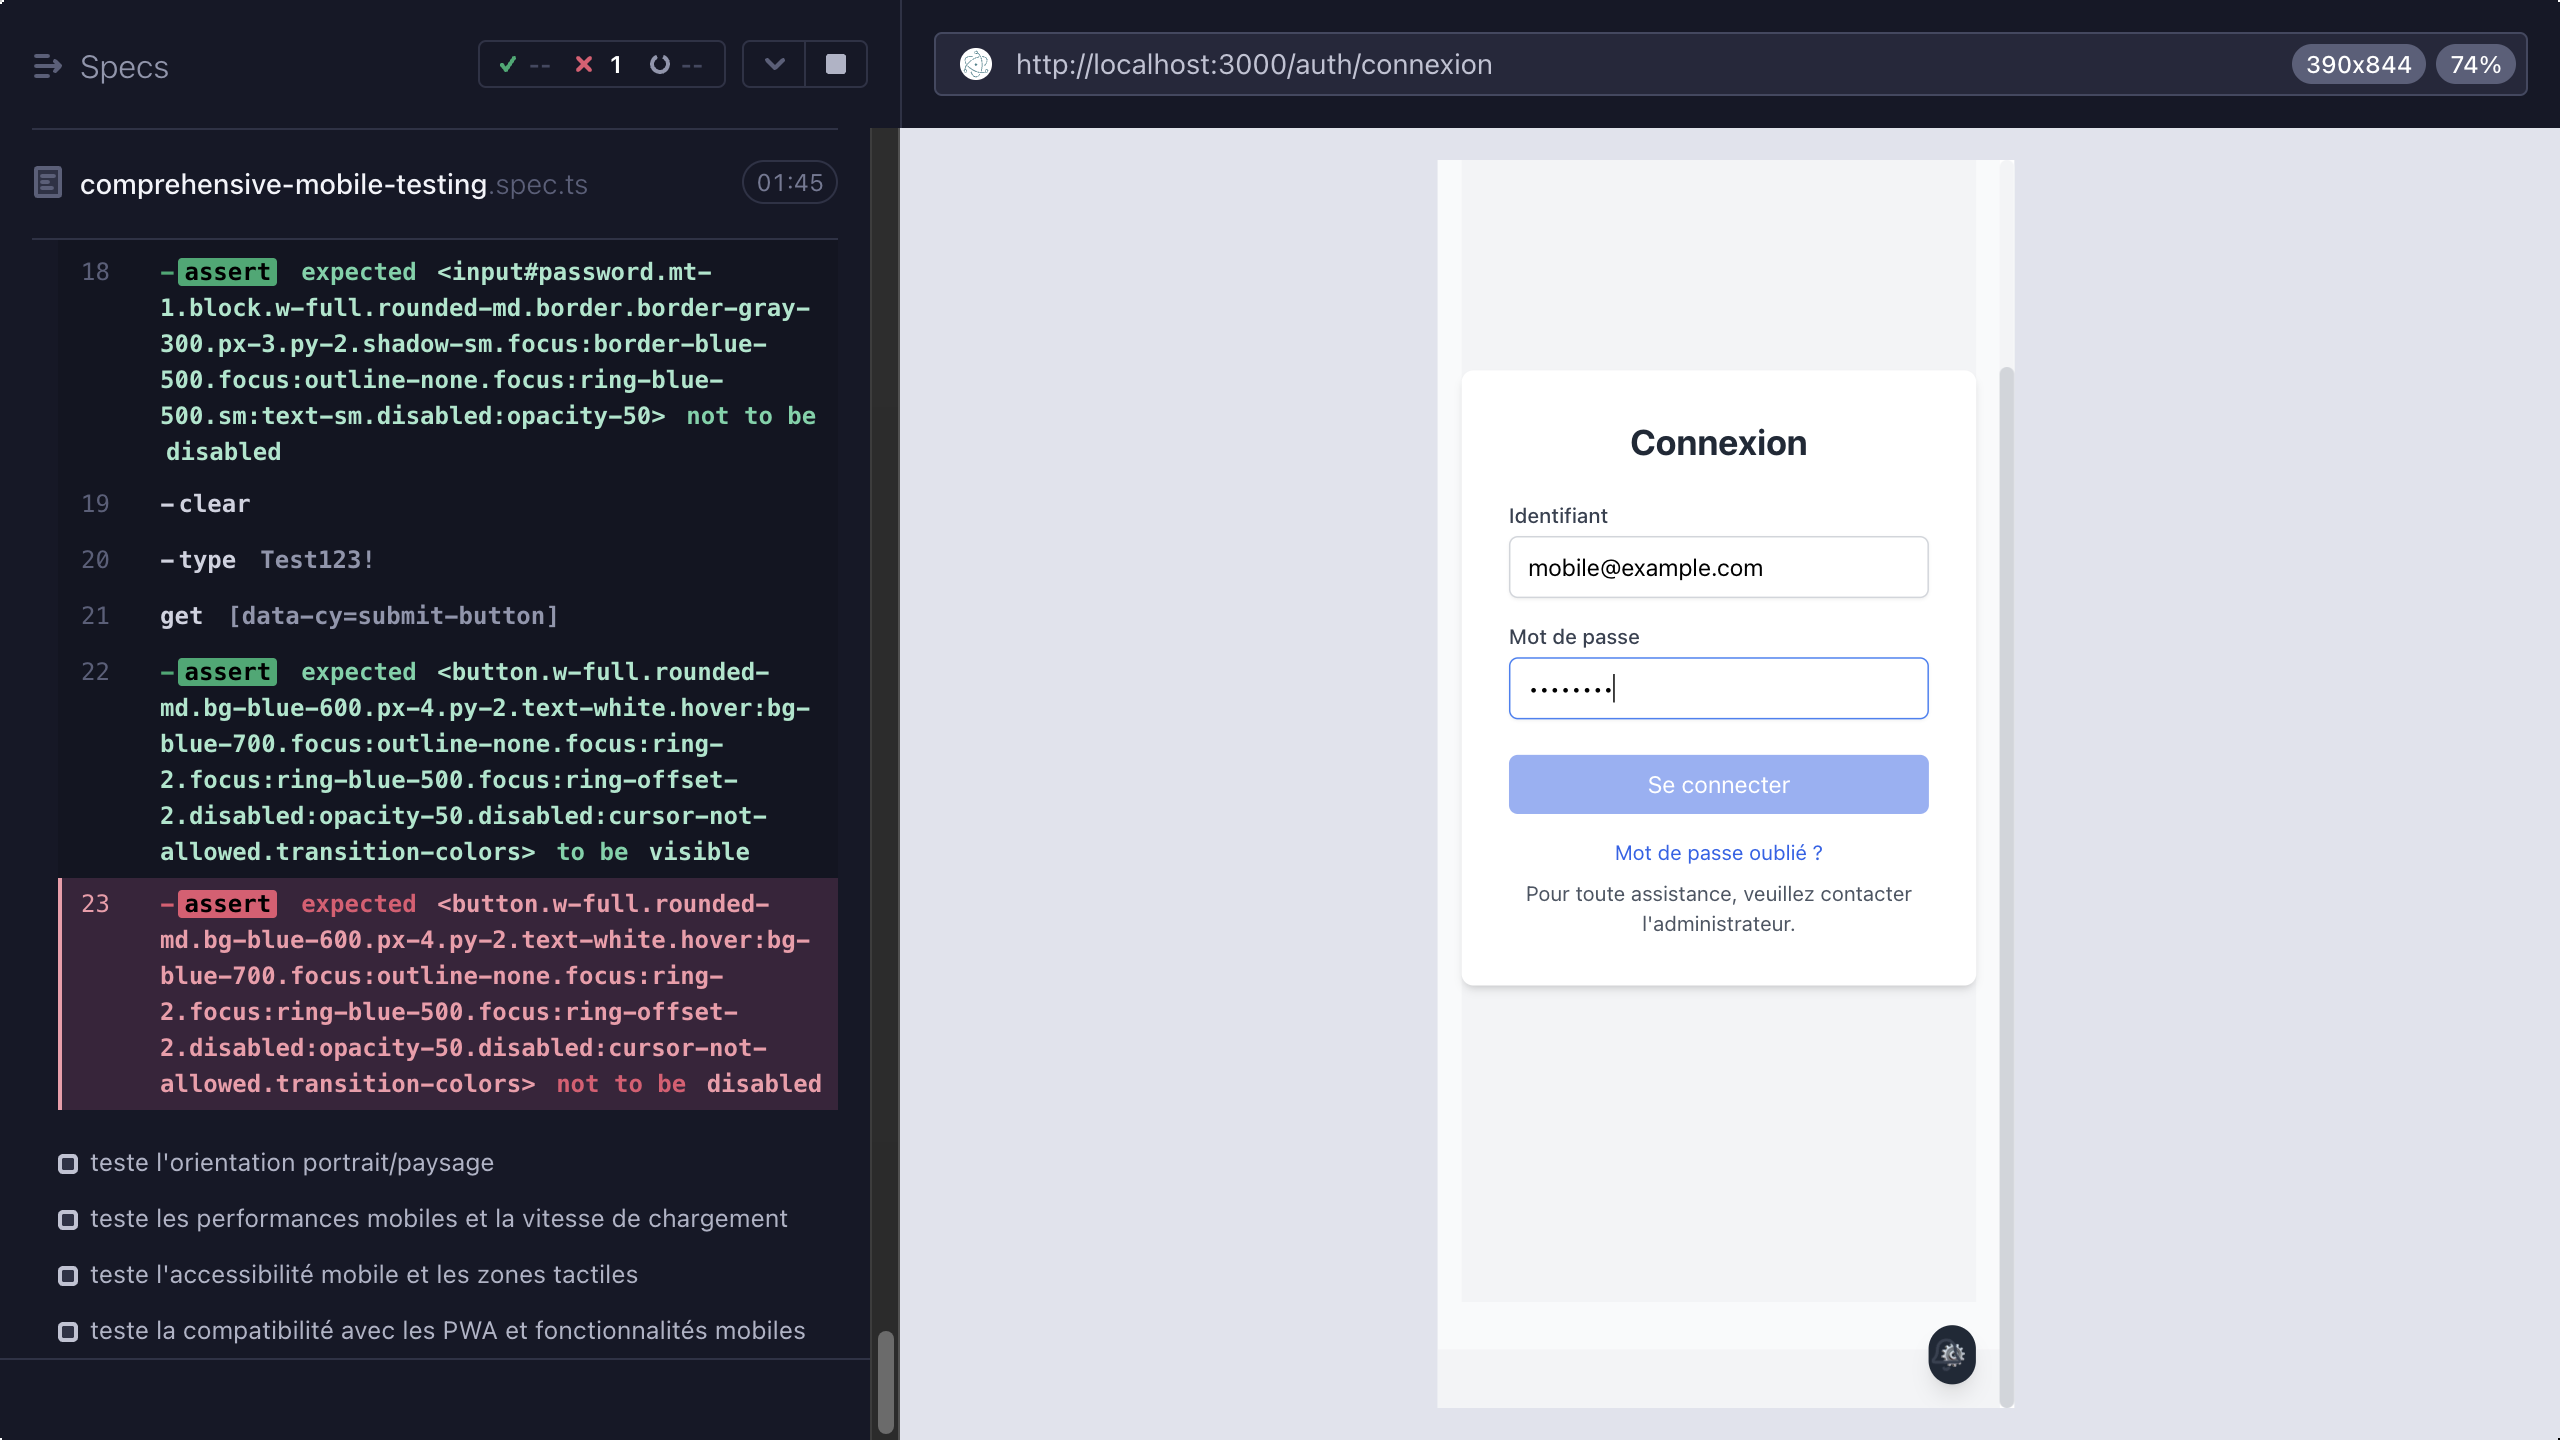 Specs
-- 1 --
http://localhost:3000/auth/connexion
390x844
74%
comprehensive-mobile-testing.spec.ts
01:45
18 -assert expected <input#password.mt-
1.block.w-full.rounded-md.border.border-gray-
300.px-3.py-2.shadow-sm.focus:border-blue-
500.focus:outline-none.focus:ring-blue-
500.sm:text-sm.disabled:opacity-50> not to be
disabled
19 -clear
20 -type Test123!
21 get [data-cy=submit-button]
22 -assert expected <button.w-full.rounded-
md.bg-blue-600.px-4.py-2.text-white.hover:bg-
blue-700.focus:outline-none.focus:ring-
2.focus:ring-blue-500.focus:ring-offset-
2.disabled:opacity-50.disabled:cursor-not-
allowed.transition-colors> to be visible
23 -assert expected <button.w-full.rounded-
md.bg-blue-600.px-4.py-2.text-white.hover:bg-
blue-700.focus:outline-none.focus:ring-
2.focus:ring-blue-500.focus:ring-offset-
2.disabled:opacity-50.disabled:cursor-not-
allowed.transition-colors> not to be disabled
teste l'orientation portrait/paysage
teste les performances mobiles et la vitesse de chargement
teste l'accessibilité mobile et les zones tactiles
teste la compatibilité avec les PWA et fonctionnalités mobiles
Connexion
Identifiant
mobile@example.com
Mot de passe
••••••••
Se connecter
Mot de passe oublié ?
Pour toute assistance, veuillez contacter
l'administrateur.